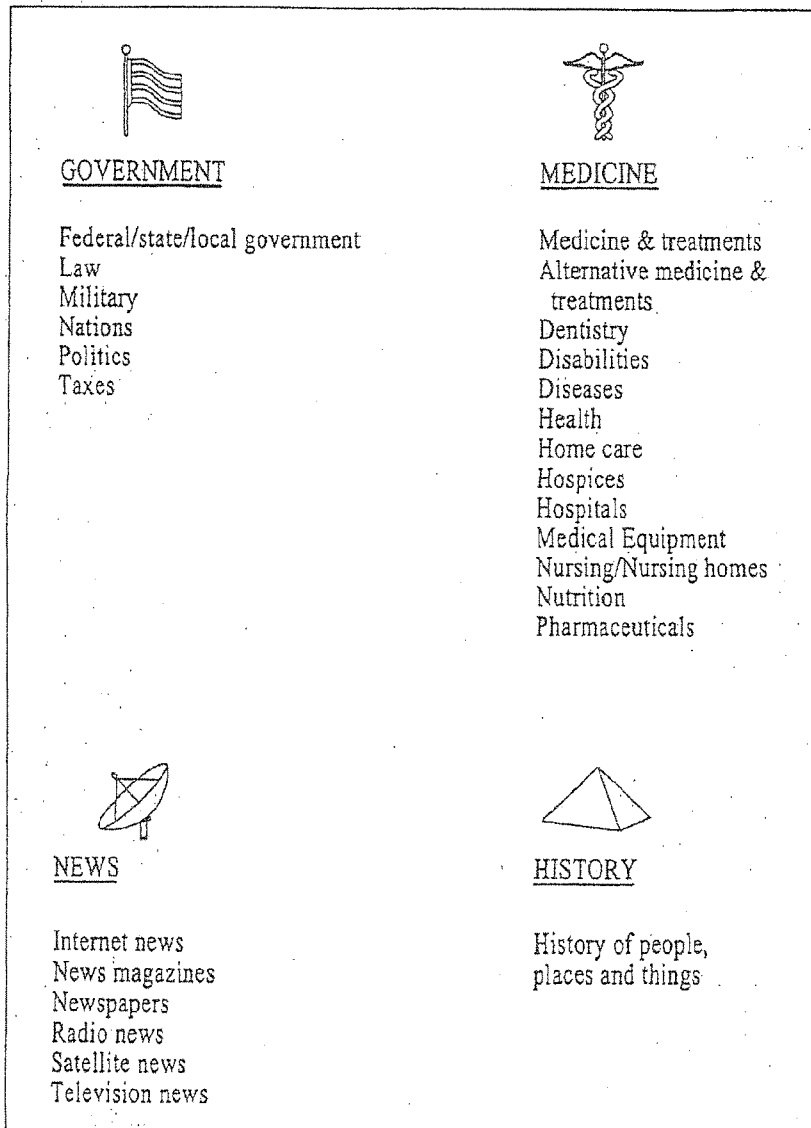 GOVERNMENT
Federal/state/local government
Law
Military
Nations
Politics
Taxes
MEDICINE
Medicine & treatments
Alternative medicine &
treatments
Dentistry
Disabilities
Diseases
Health
Home care
Hospices
Hospitals
Medical Equipment
Nursing/Nursing homes
Nutrition
Pharmaceuticals
NEWS
Internet news
News magazines
Newspapers
Radio news
Satellite news
Television news
HISTORY
History of people,
places and things